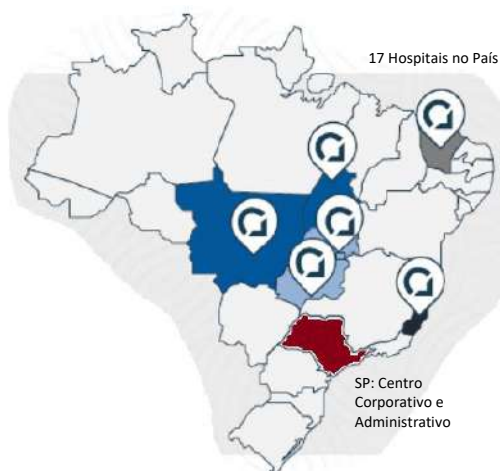 17 Hospitais no País
SP: Centro
Corporativo e
Administrativo